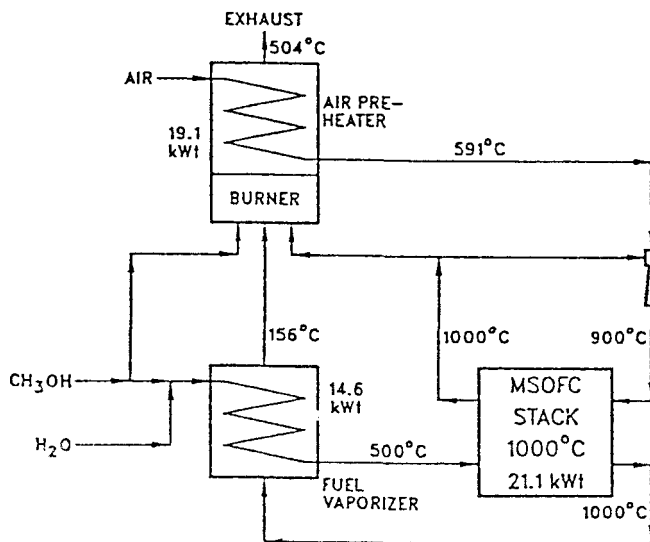 EXHAUST
504°C
AIR
AIR PRE-
HEATER
19.1
kWt
591°C
BURNER
156°C
1000°C
900°C
CH₃OH
14.6
kWt
MSOFC
STACK
1000°C
21.1 kWt
H₂O
500°C
FUEL
VAPORIZER
1000°C